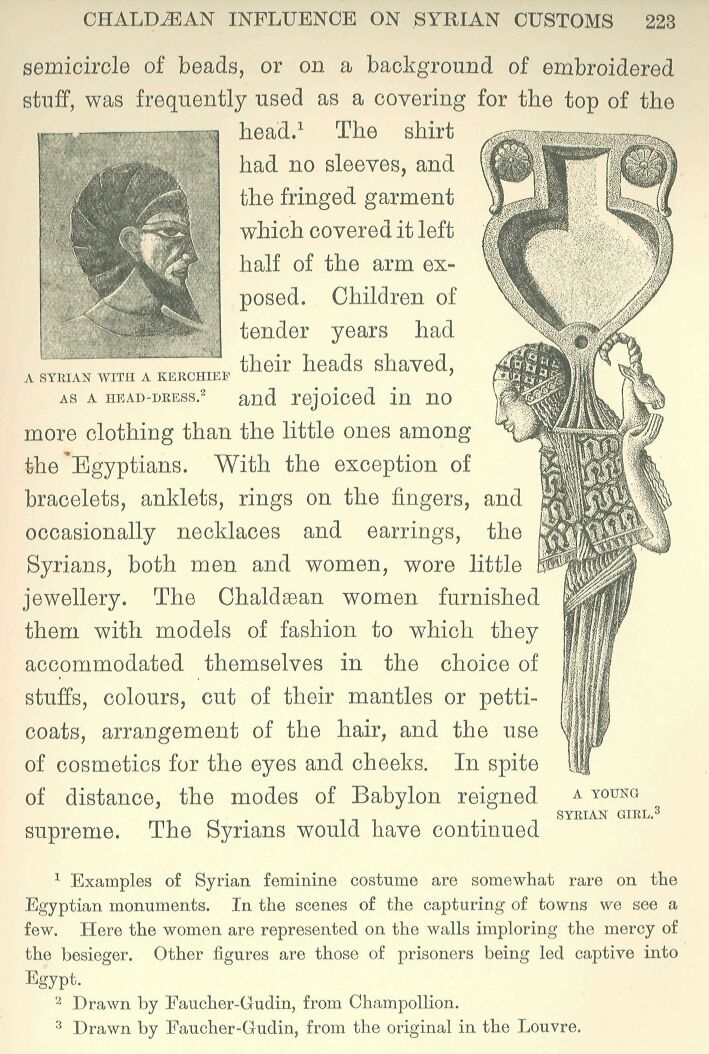 CHALDÆAN INFLUENCE ON SYRIAN CUSTOMS 223
semicircle of beads, or on a background of embroidered
stuff, was frequently used as a covering for the top of the
head.¹ The shirt
had no sleeves, and
the fringed garment
which covered it left
half of the arm ex-
posed. Children of
tender years had
their heads shaved,
and rejoiced in no
A SYRIAN WITH A KERCHIEF
AS A HEAD-DRESS.²
more clothing than the little ones among
the Egyptians. With the exception of
bracelets, anklets, rings on the fingers, and
occasionally necklaces and earrings, the
Syrians, both men and women, wore little
jewellery. The Chaldæan women furnished
them with models of fashion to which they
accommodated themselves in the choice of
stuffs, colours, cut of their mantles or petti-
coats, arrangement of the hair, and the use
of cosmetics for the eyes and cheeks. In spite
of distance, the modes of Babylon reigned
supreme. The Syrians would have continued
A YOUNG
SYRIAN GIRL.³
¹ Examples of Syrian feminine costume are somewhat rare on the
Egyptian monuments. In the scenes of the capturing of towns we see a
few. Here the women are represented on the walls imploring the mercy of
the besieger. Other figures are those of prisoners being led captive into
Egypt.
² Drawn by Faucher-Gudin, from Champollion.
³ Drawn by Faucher-Gudin, from the original in the Louvre.